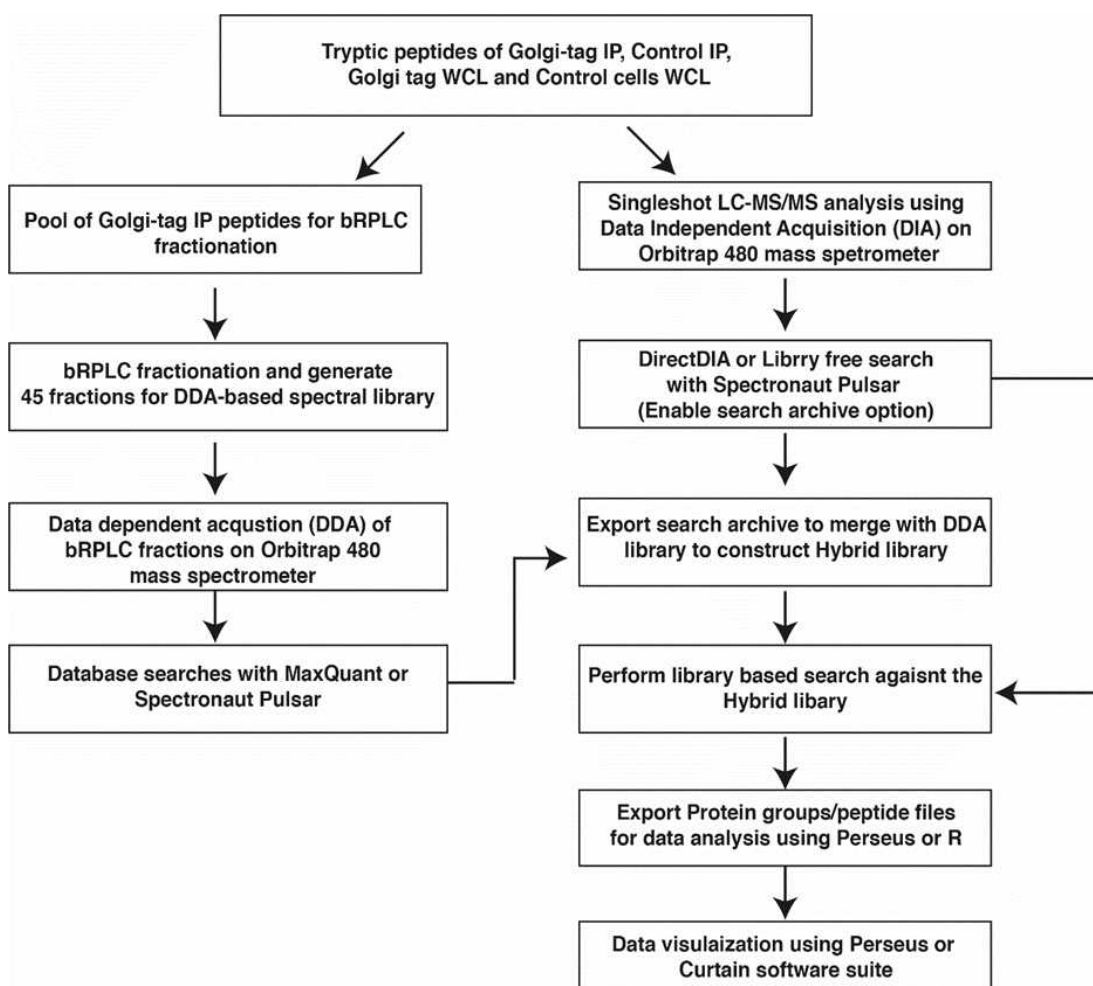 Tryptic peptides of Golgi-tag IP, Control IP,
Golgi tag WCL and Control cells WCL
Pool of Golgi-tag IP peptides for bRPLC
fractionation
Singleshot LC-MS/MS analysis using
Data Independent Acquisition (DIA) on
Orbitrap 480 mass spetrometer
bRPLC fractionation and generate
45 fractions for DDA-based spectral library
DirectDIA or Librry free search
with Spectronaut Pulsar
(Enable search archive option)
Data dependent acqustion (DDA) of
bRPLC fractions on Orbitrap 480
mass spectrometer
Export search archive to merge with DDA
library to construct Hybrid library
Database searches with MaxQuant or
Spectronaut Pulsar
Perform library based search agaisnt the
Hybrid libary
Export Protein groups/peptide files
for data analysis using Perseus or R
Data visulaization using Perseus or
Curtain software suite